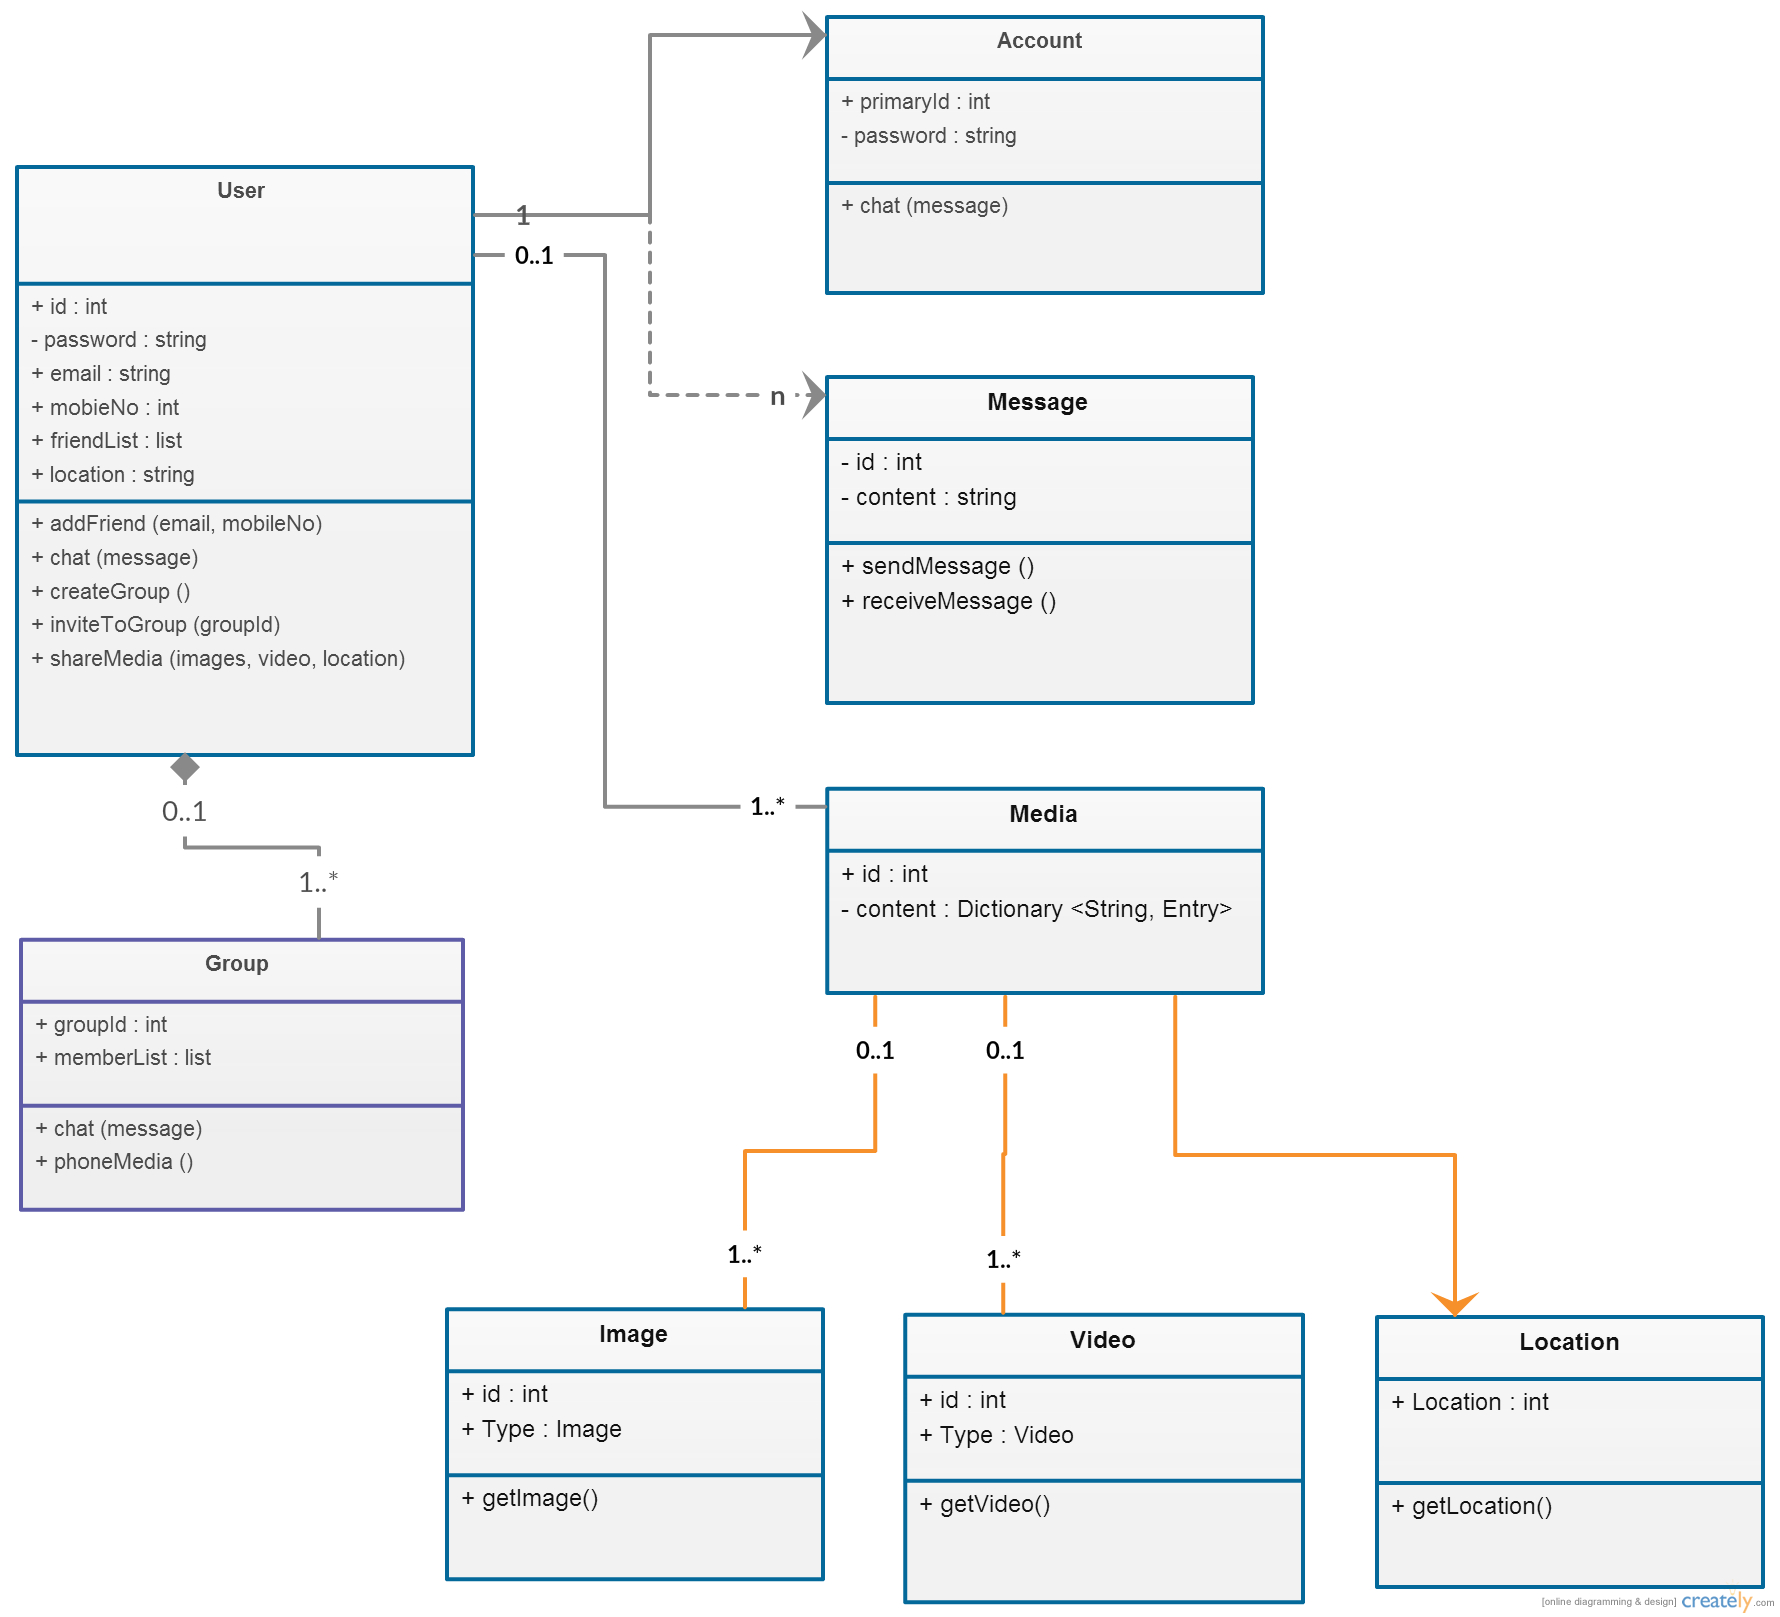 Account
+ primaryId : int
- password : string
+ chat (message)
User
+ id : int
- password : string
+ email : string
+ mobieNo : int
+ friendList : list
+ location : string
+ addFriend (email, mobileNo)
+ chat (message)
+ createGroup ()
+ inviteToGroup (groupId)
+ shareMedia (images, video, location)
1
0..1
n
Message
- id : int
- content : string
+ sendMessage ()
+ receiveMessage ()
0..1
1..*
1..*
Media
+ id : int
- content : Dictionary <String, Entry>
Group
+ groupId : int
+ memberList : list
+ chat (message)
+ phoneMedia ()
0..1
0..1
1..*
1..*
Image
+ id : int
+ Type : Image
+ getImage()
Video
+ id : int
+ Type : Video
+ getVideo()
Location
+ Location : int
+ getLocation()
[online diagramming & design] creately.com